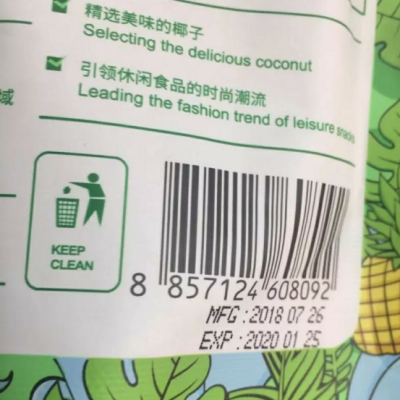 精选美味的椰子
Selecting the delicious coconut
引领休闲食品的时尚潮流
Leading the fashion trend of leisure snacks
域
KEEP
CLEAN
8 857124 608092
MFG : 2018 07 26
EXP : 2020 01 25